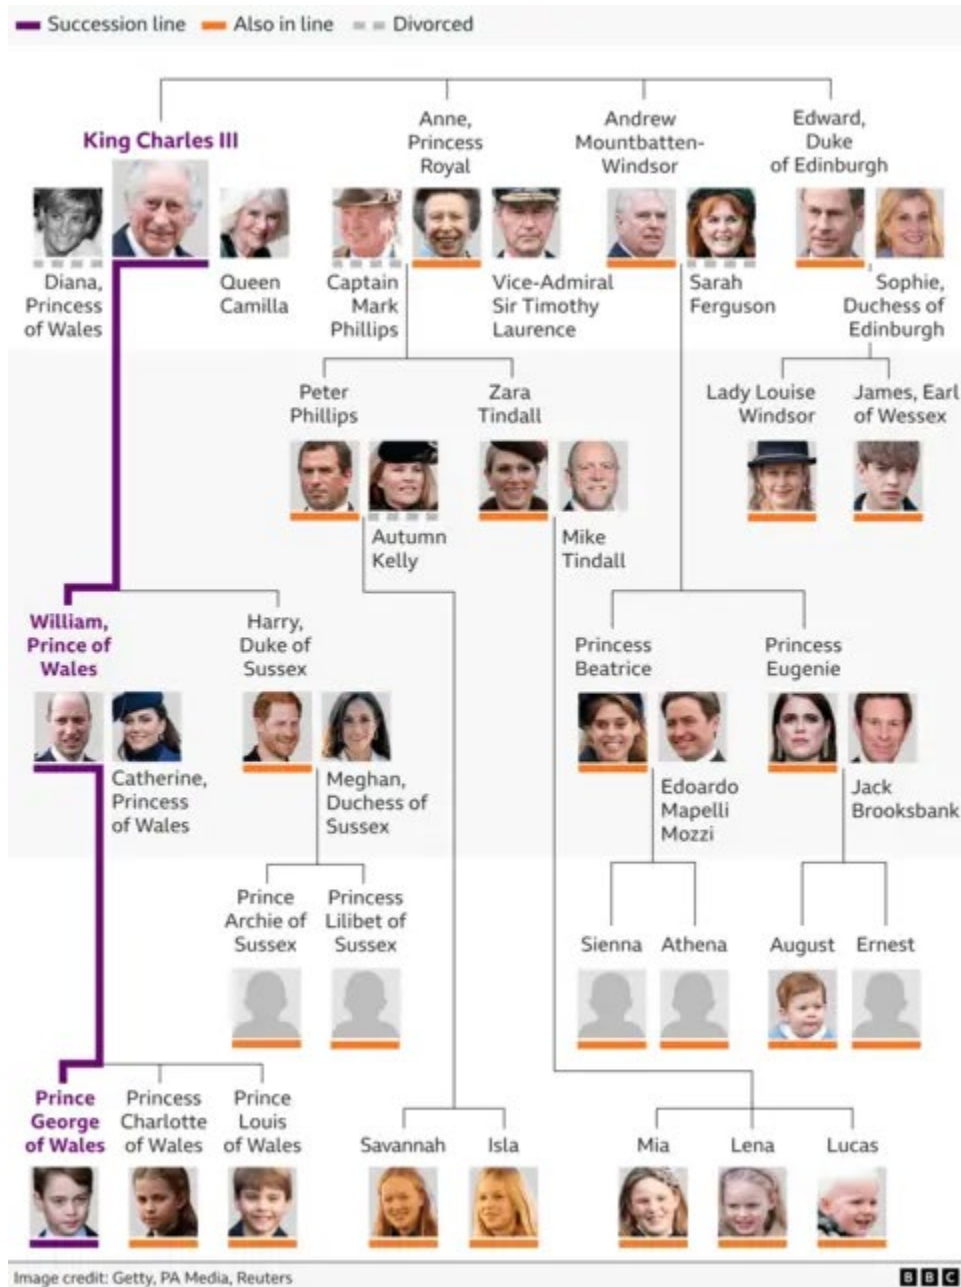 Succession line
Also in line
Divorced
King Charles III
Anne,
Princess
Royal
Andrew
Mountbatten-
Windsor
Edward,
Duke
of Edinburgh
Diana,
Princess
of Wales
Queen
Camilla
Captain
Mark
Phillips
Vice-Admiral
Sir Timothy
Laurence
Sarah
Ferguson
Sophie,
Duchess of
Edinburgh
Peter
Phillips
Zara
Tindall
Lady Louise
Windsor
James, Earl
of Wessex
Autumn
Kelly
Mike
Tindall
William,
Prince of
Wales
Harry,
Duke of
Sussex
Princess
Beatrice
Princess
Eugenie
Catherine,
Princess
of Wales
Meghan,
Duchess of
Sussex
Edoardo
Mapelli
Mozzi
Jack
Brooksbank
Prince
Archie of
Sussex
Princess
Lilibet of
Sussex
Sienna
Athena
August
Ernest
Prince
George
of Wales
Princess
Charlotte
of Wales
Prince
Louis
of Wales
Savannah
Isla
Mia
Lena
Lucas
Image credit: Getty, PA Media, Reuters
BBC